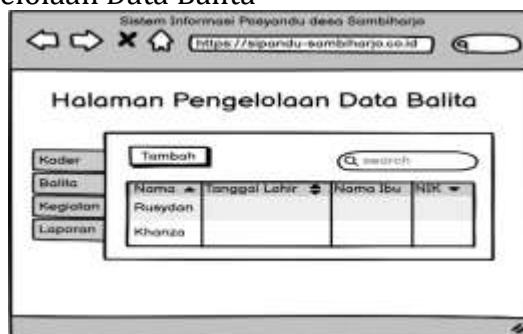 elolaan Data Balita
Sistem Informasi Posyandu desa Sambiharjo
https://sipandu-sambiharjo.co.id
Halaman Pengelolaan Data Balita
Kader
Balita
Kegiatan
Laporan
Tambah
search
Nama Tanggal Lahir Nama Ibu NIK
Rusydan
Khanza